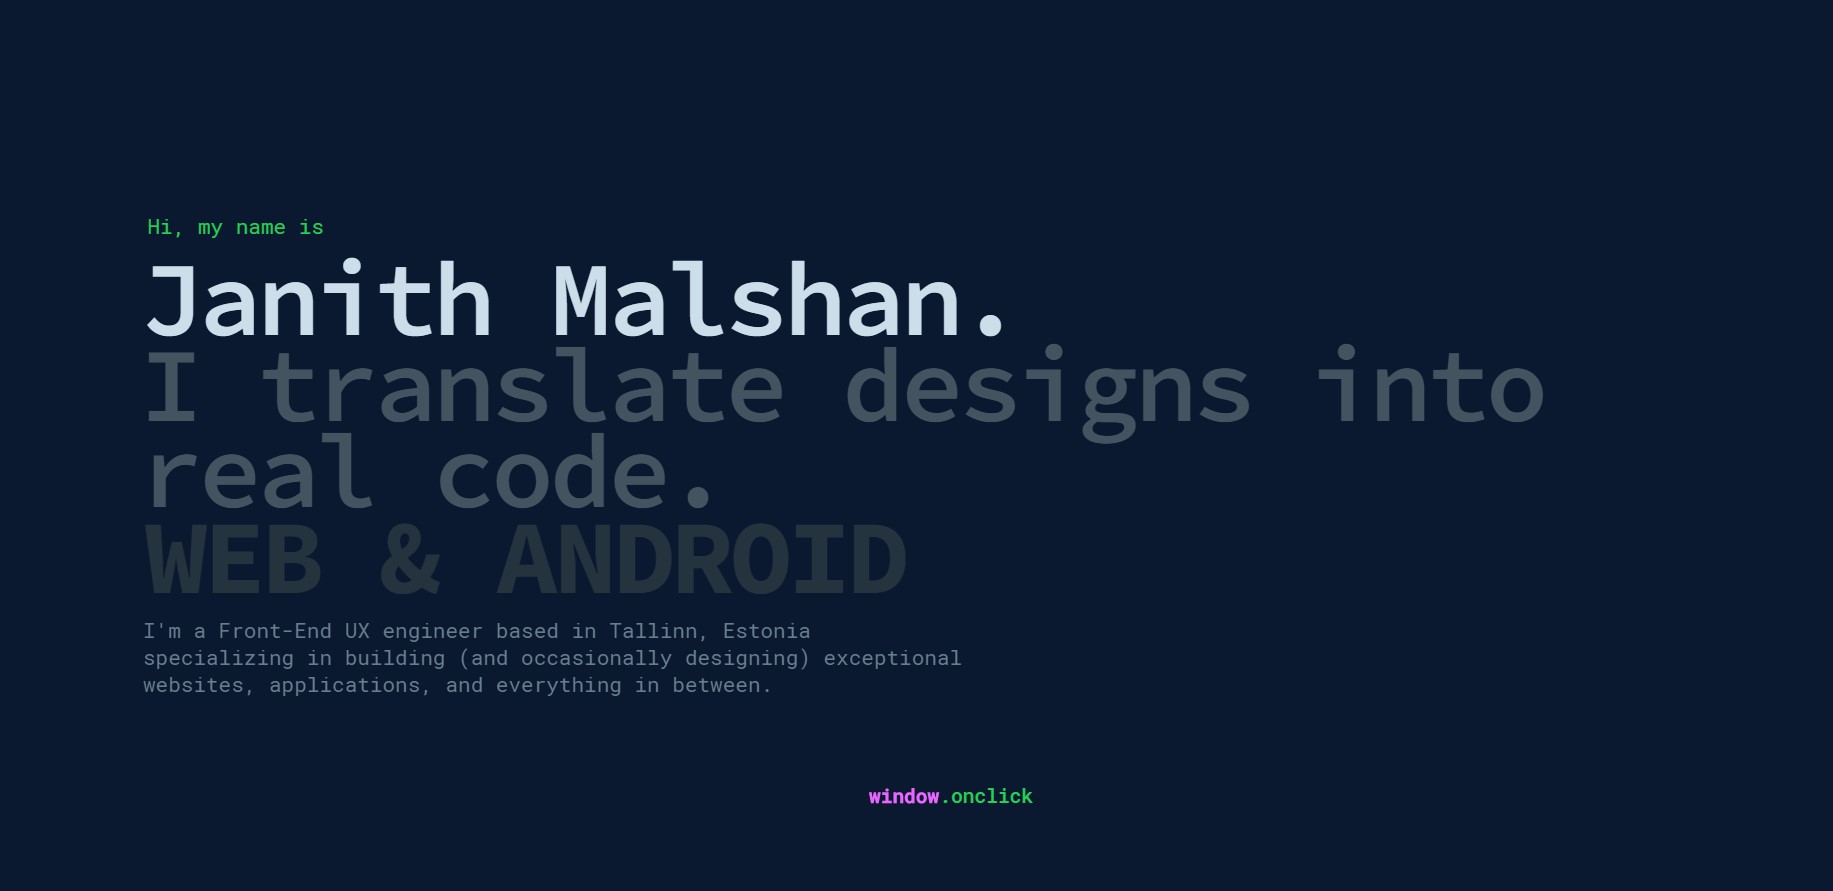 Hi, my name is
Janith Malshan.
I translate designs into
real code.
WEB & ANDROID
I'm a Front-End UX engineer based in Tallinn, Estonia
specializing in building (and occasionally designing) exceptional
websites, applications, and everything in between.
window.onclick